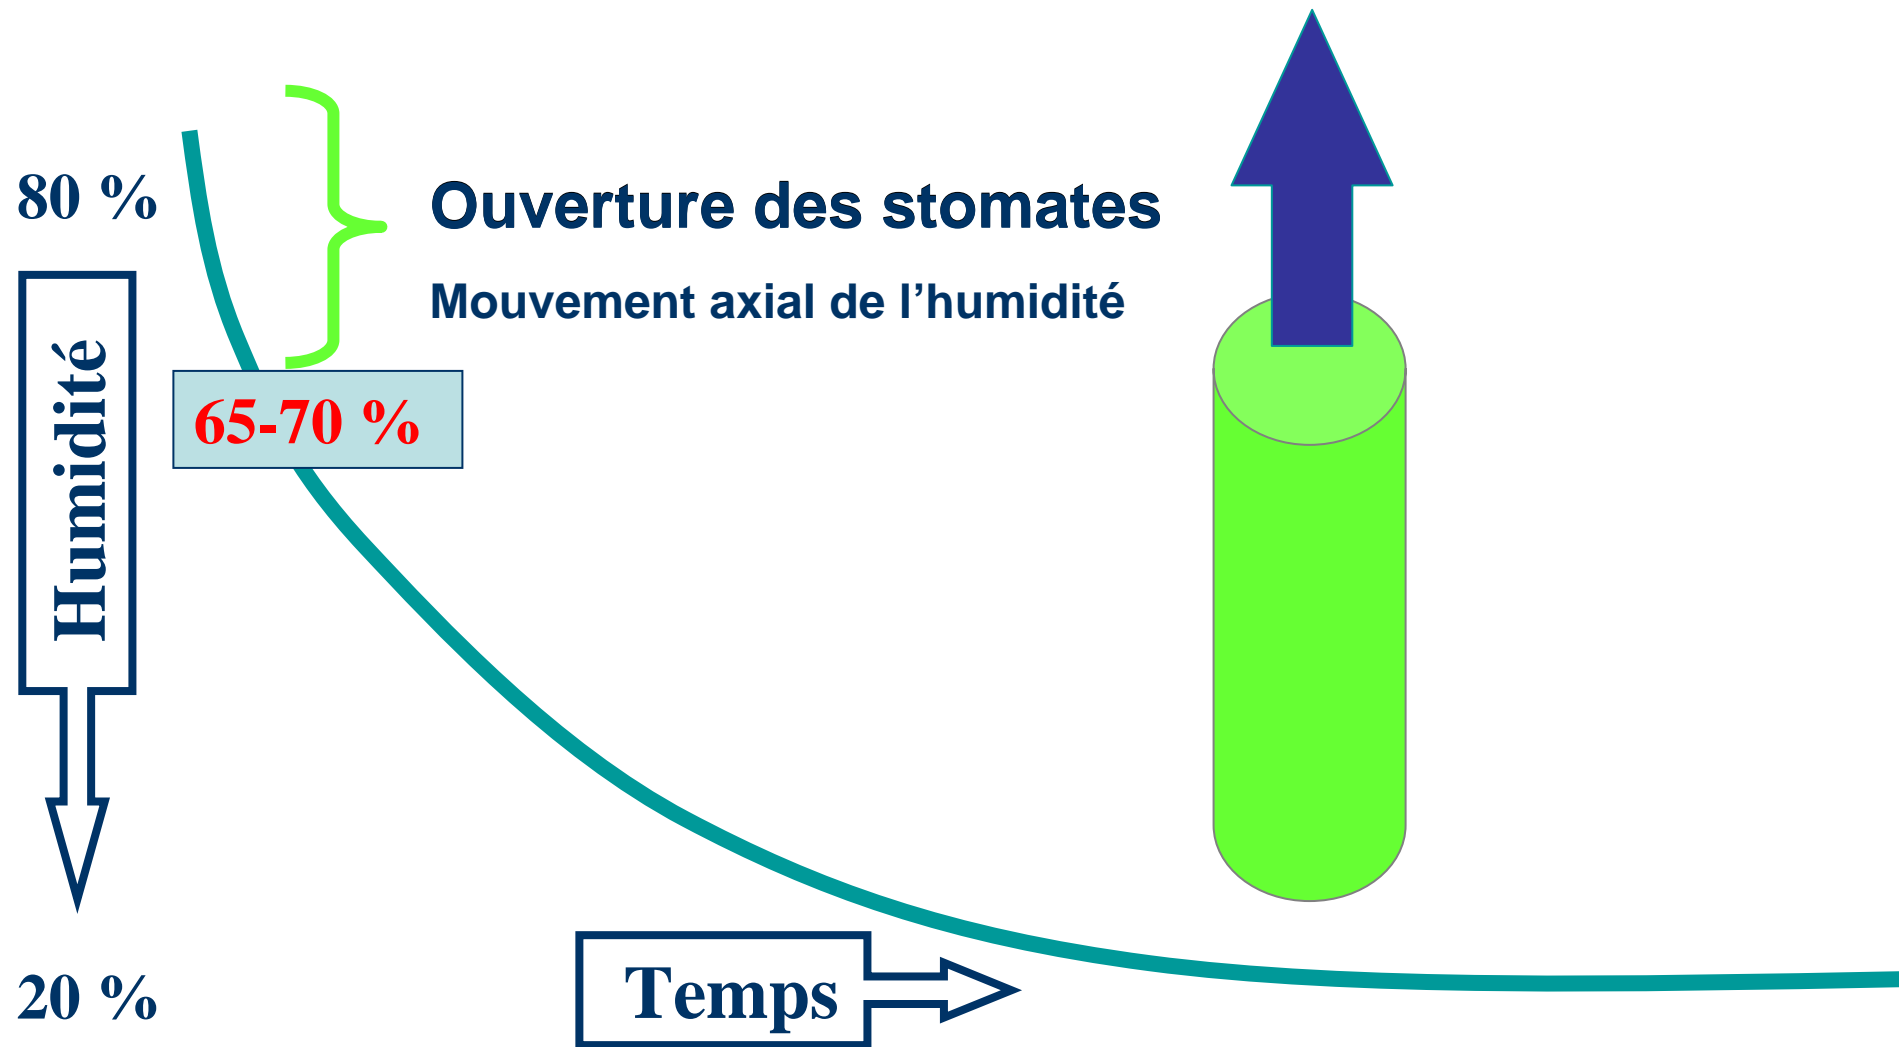 80 %
Ouverture des stomates
Mouvement axial de l’humidité
Humidité
65-70 %
20 %
Temps